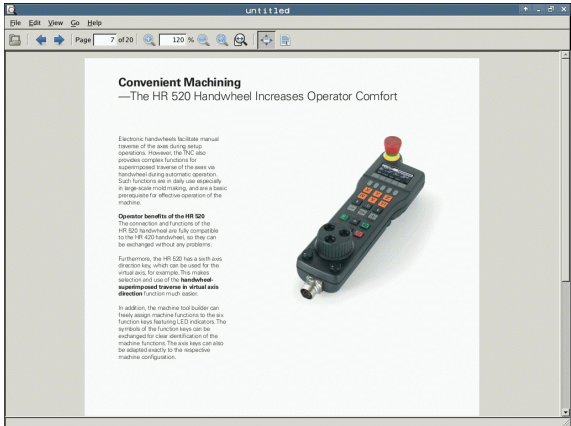 untitled
File Edit View Go Help
Page 7 of 20 120 %
Convenient Machining
—The HR 520 Handwheel Increases Operator Comfort
Electronic handwheels facilitate manual
traverse of the axes during setup
operations. However, the TNC also
provides complex functions for
superimposed traverse of the axes via
handwheel during automatic operation.
Such functions are in daily use especially
in large-scale mold making, and are a basic
prerequisite for effective operation of the
machine.
Operator benefits of the HR 520
The connection and functions of the
HR 520 handwheel are fully compatible
to the HR 420 handwheel, so they can
be exchanged without any problems.
Furthermore, the HR 520 has a sixth axis
direction key, which can be used for the
virtual axis, for example. This makes
selection and use of the handwheel-
superimposed traverse in virtual axis
direction function much easier.
In addition, the machine tool builder can
freely assign machine functions to the six
function keys featuring LED indicators. The
symbols of the function keys can be
exchanged for clear identification of the
machine functions. The axis keys can also
be adapted exactly to the respective
machine configuration.